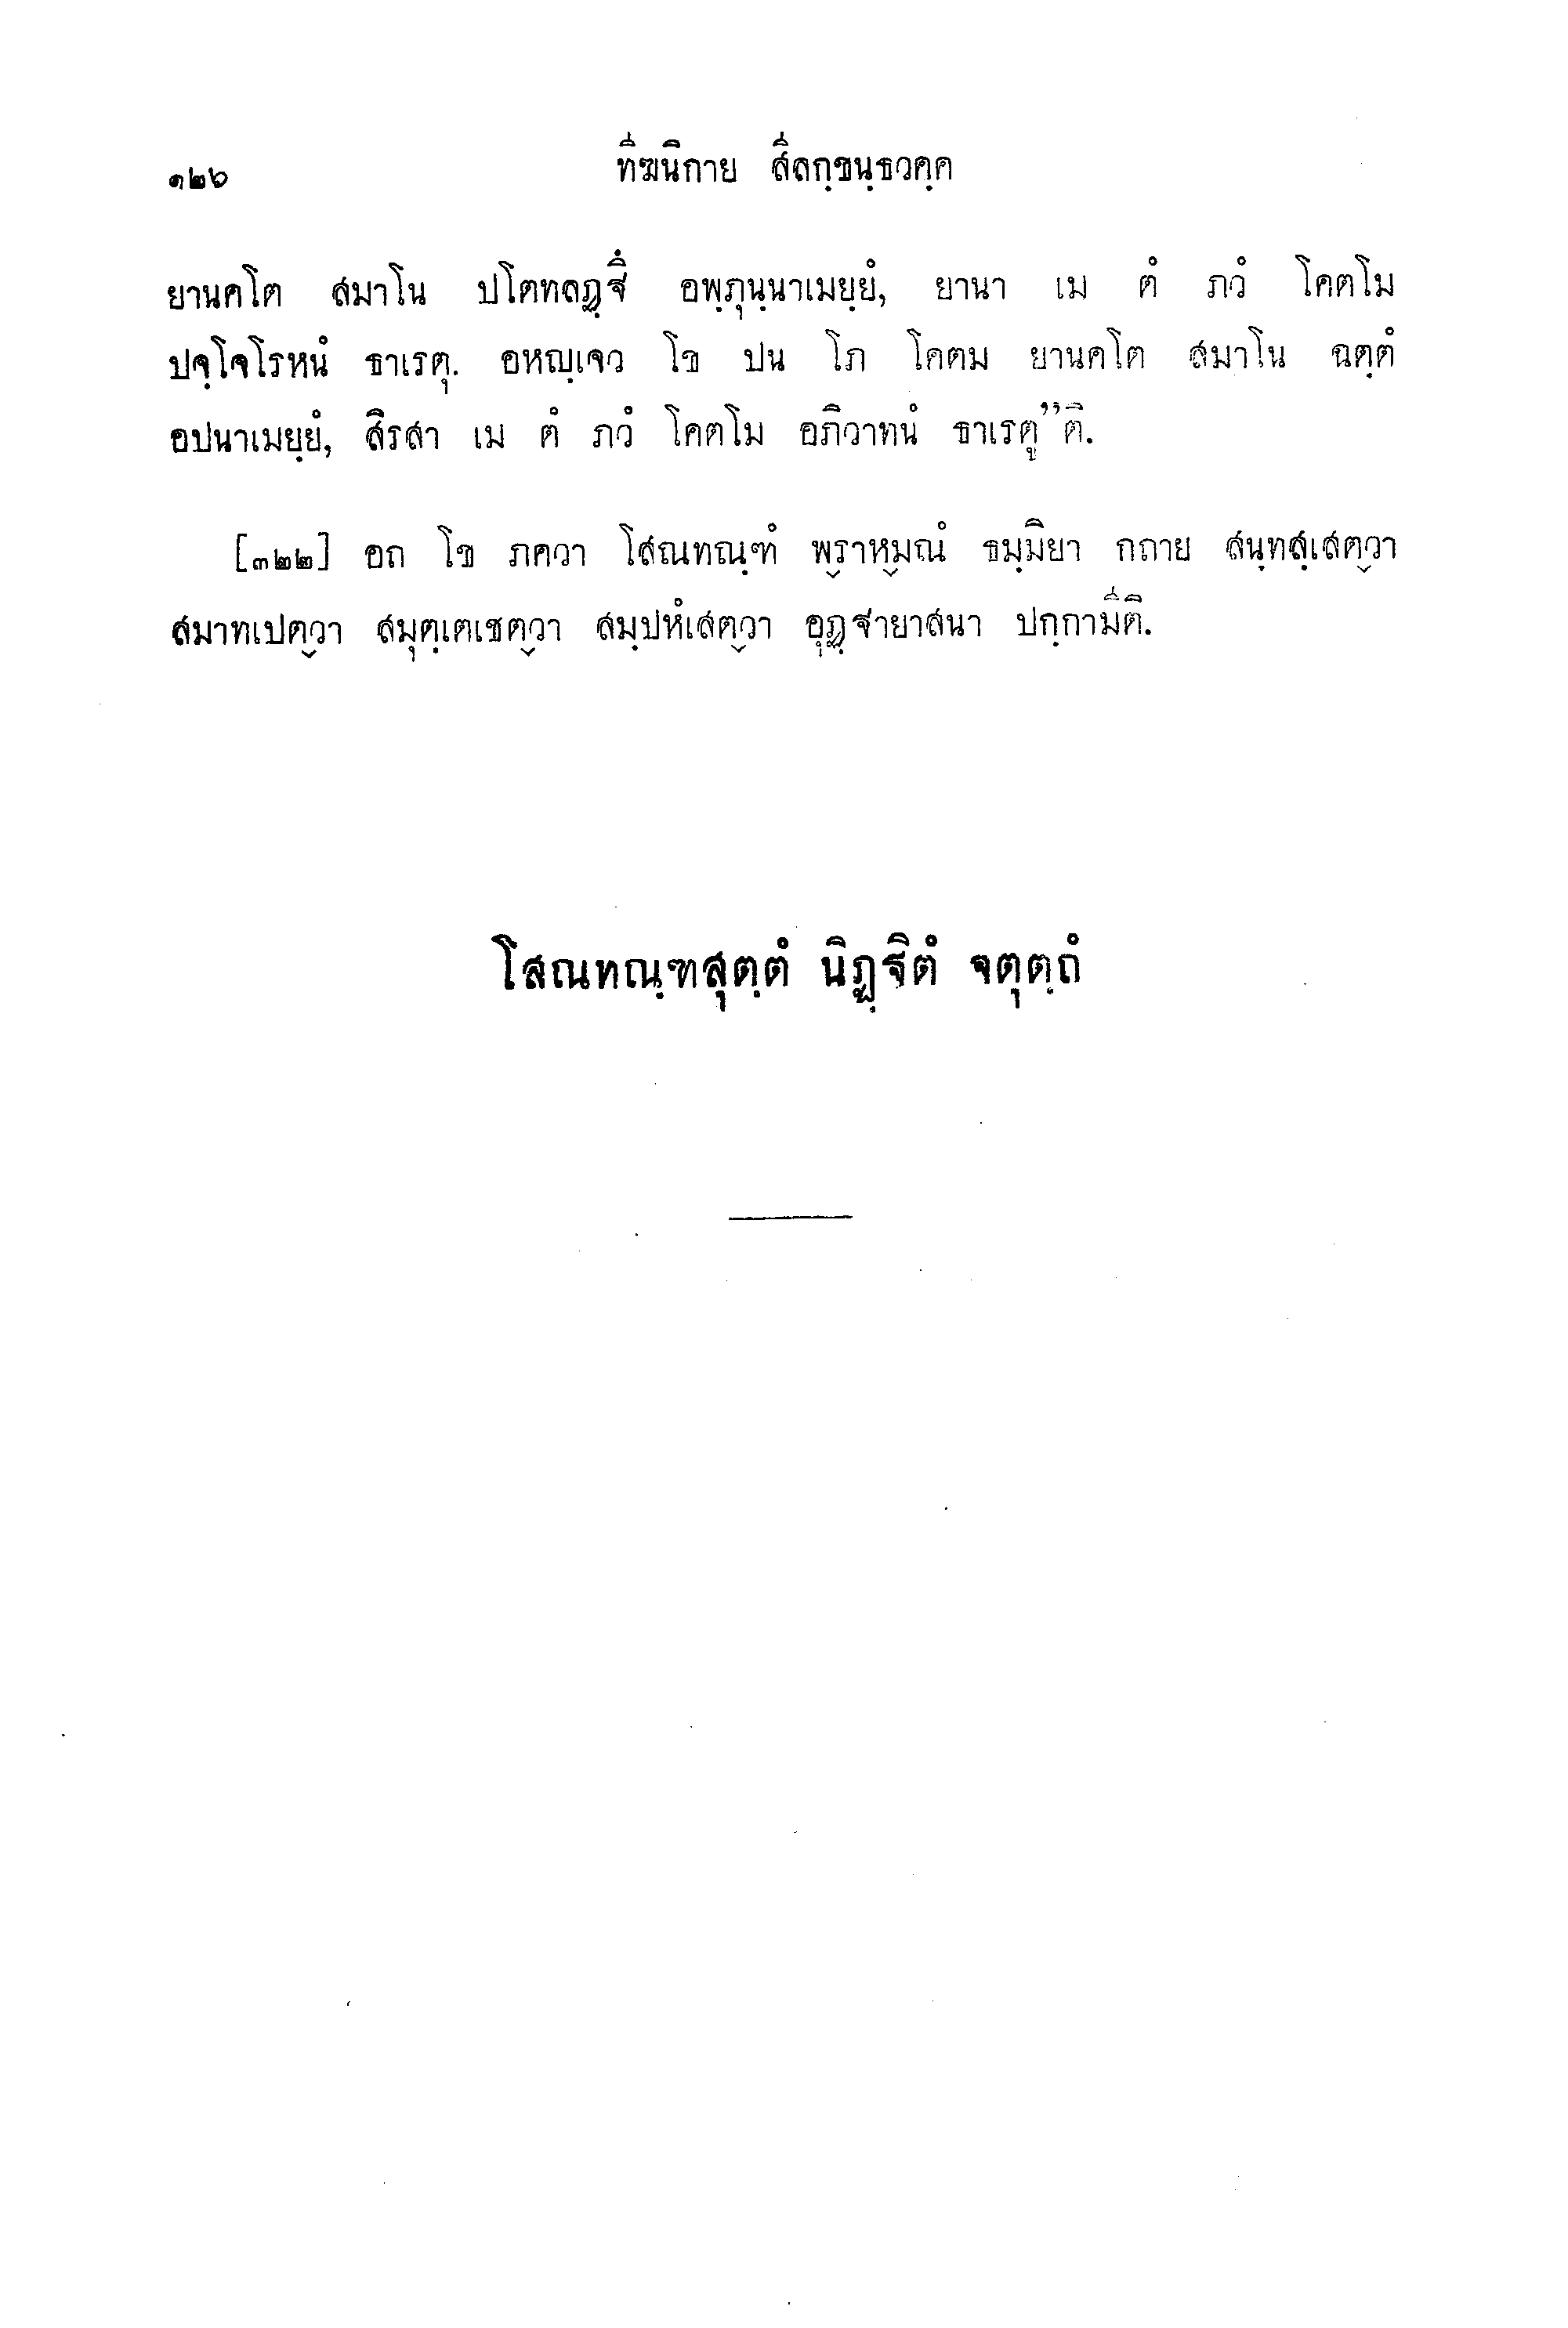 ๑๒๖ ทีฆนิกาย สีลกฺขนฺธวคฺค
ยานคโต สมาโน ปโตทลฏฺฐึ อพฺภุนฺนาเมยฺยํ, ยานา เม ตํ ภวํ โคตโม
ปจฺโจโรหนํ ธาเรตุ. อหญฺเจว โข ปน โภ โคตม ยานคโต สมาโน ฉตฺตํ
อปนาเมยฺยํ, สิรสา เม ตํ ภวํ โคตโม อภิวาทนํ ธาเรตู”ติ.
[๓๒๒] อถ โข ภควา โสณทณฺฑํ พฺราหฺมณํ ธมฺมิยา กถาย สนฺทสฺเสตฺวา
สมาทเปตฺวา สมุตฺเตเชตฺวา สมฺปหํเสตฺวา อุฏฺฐายาสนา ปกฺกามีติ.
โสณทณฺฑสุตฺตํ นิฏฺฐิตํ จตุตฺถํ